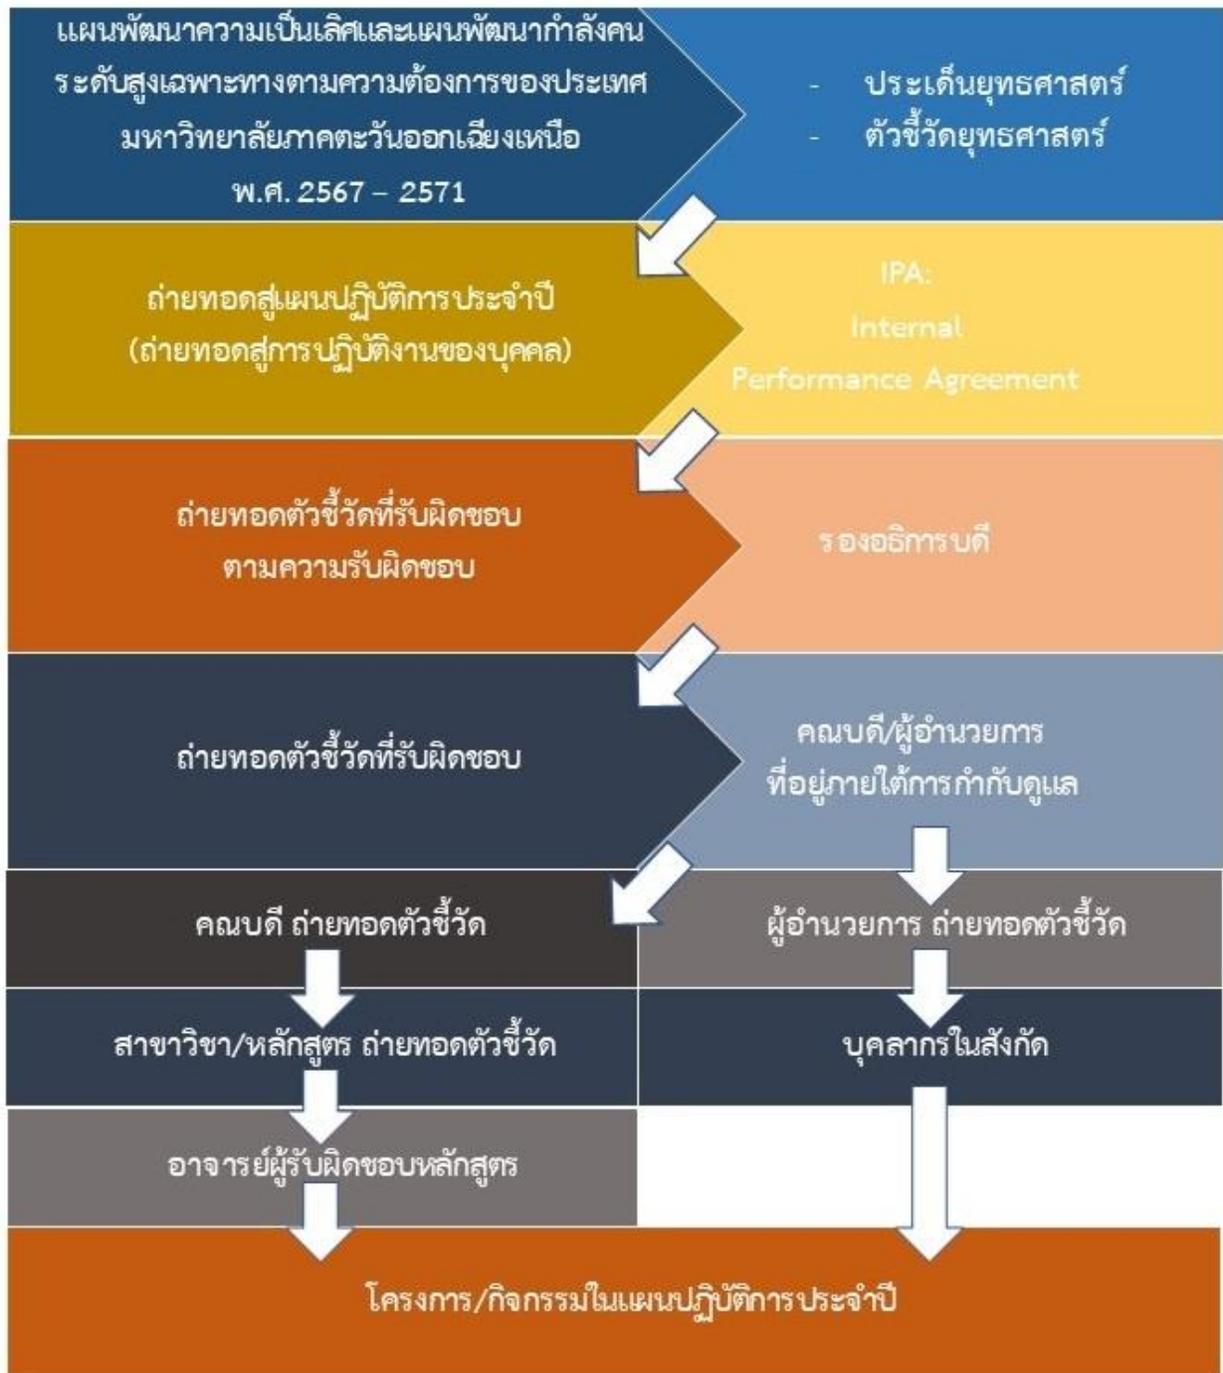 แผนพัฒนาความเป็นเลิศและแผนพัฒนากำลังคน
ระดับสูงเฉพาะทางตามความต้องการของประเทศ
มหาวิทยาลัยภาคตะวันออกเฉียงเหนือ
พ.ศ. 2567 – 2571
- ประเด็นยุทธศาสตร์
- ตัวชี้วัดยุทธศาสตร์
ถ่ายทอดสู่แผนปฏิบัติการประจำปี
(ถ่ายทอดสู่การปฏิบัติงานของบุคคล)
IPA:
Internal
Performance Agreement
ถ่ายทอดตัวชี้วัดที่รับผิดชอบ
ตามความรับผิดชอบ
รองอธิการบดี
ถ่ายทอดตัวชี้วัดที่รับผิดชอบ
คณบดี/ผู้อำนวยการ
ที่อยู่ภายใต้การกำกับดูแล
คณบดี ถ่ายทอดตัวชี้วัด
ผู้อำนวยการ ถ่ายทอดตัวชี้วัด
สาขาวิชา/หลักสูตร ถ่ายทอดตัวชี้วัด
บุคลากรในสังกัด
อาจารย์ผู้รับผิดชอบหลักสูตร
โครงการ/กิจกรรมในแผนปฏิบัติการประจำปี